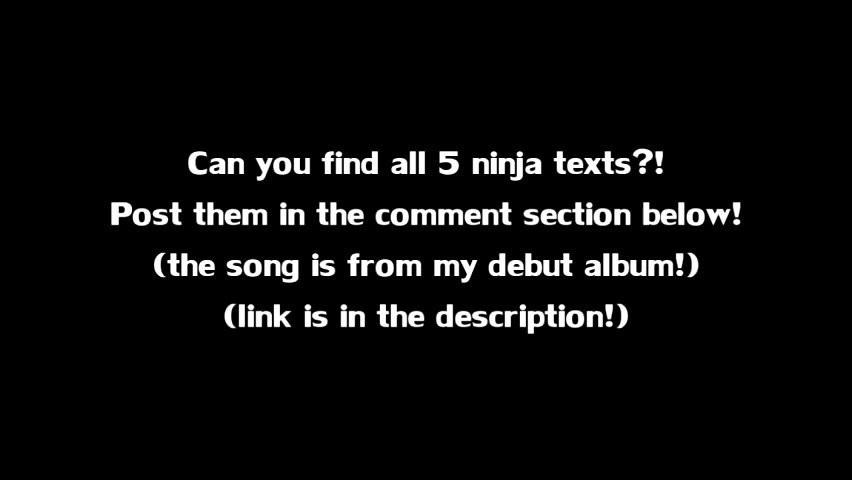 Can you find all 5 ninja texts?!
Post them in the comment section below!
(the song is from my debut album!)
(link is in the description!)